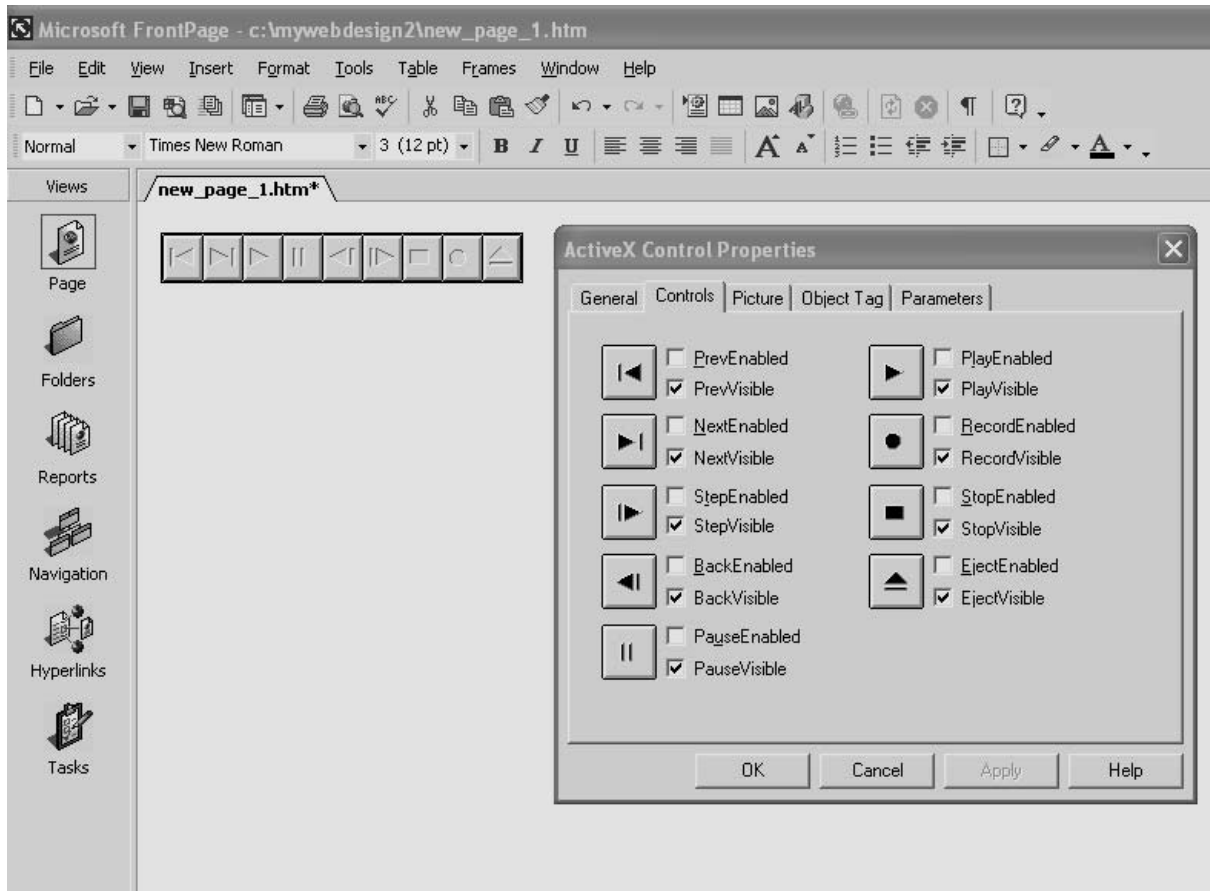 Microsoft FrontPage - c:\mywebdesign2\new_page_1.htm
File Edit View Insert Format Tools Table Frames Window Help
Normal Times New Roman 3 (12 pt) B I U A A A
Views
new_page_1.htm*
Page
Folders
Reports
Navigation
Hyperlinks
Tasks
ActiveX Control Properties
General Controls Picture Object Tag Parameters
PrevEnabled
PrevVisible
NextEnabled
NextVisible
StepEnabled
StepVisible
BackEnabled
BackVisible
PauseEnabled
PauseVisible
PlayEnabled
PlayVisible
RecordEnabled
RecordVisible
StopEnabled
StopVisible
EjectEnabled
EjectVisible
OK Cancel Apply Help